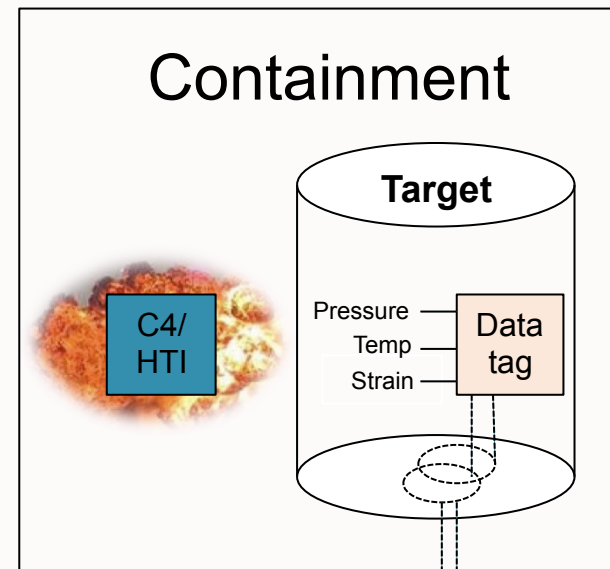 Containment
Target
C4/
HTI
Pressure
Temp
Strain
Data
tag